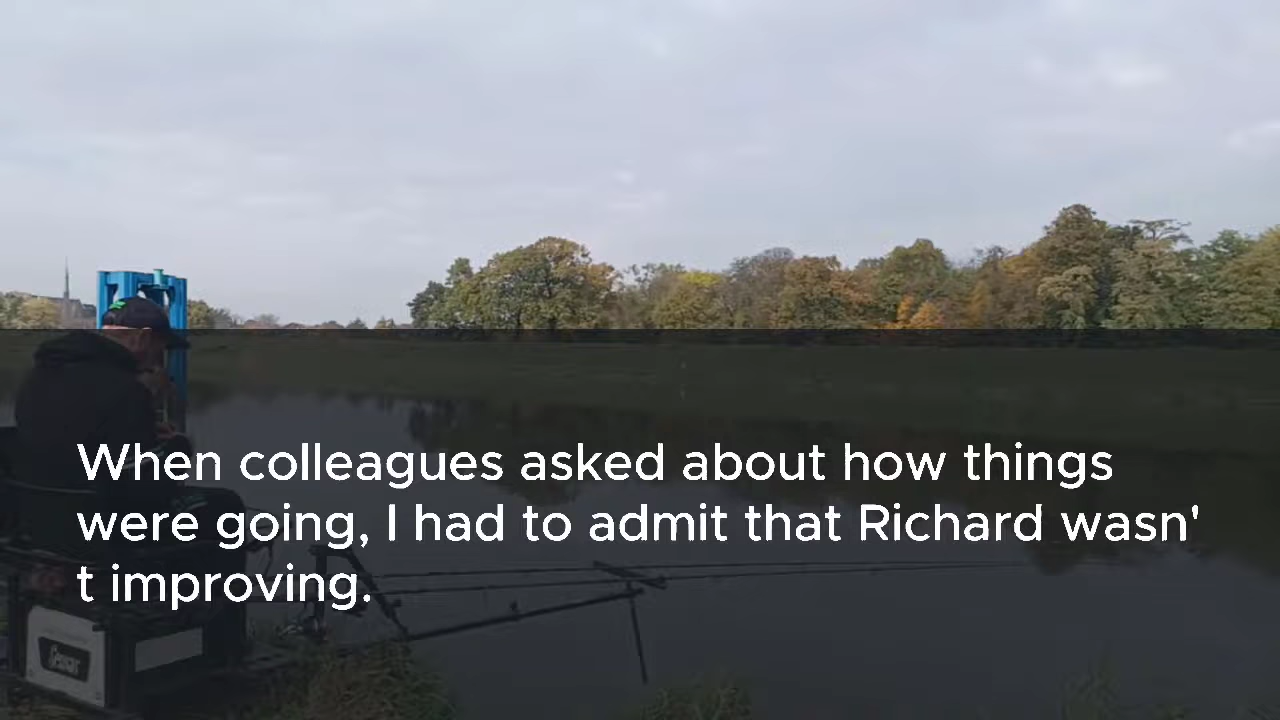 When colleagues asked about how things
were going, I had to admit that Richard wasn'
t improving.